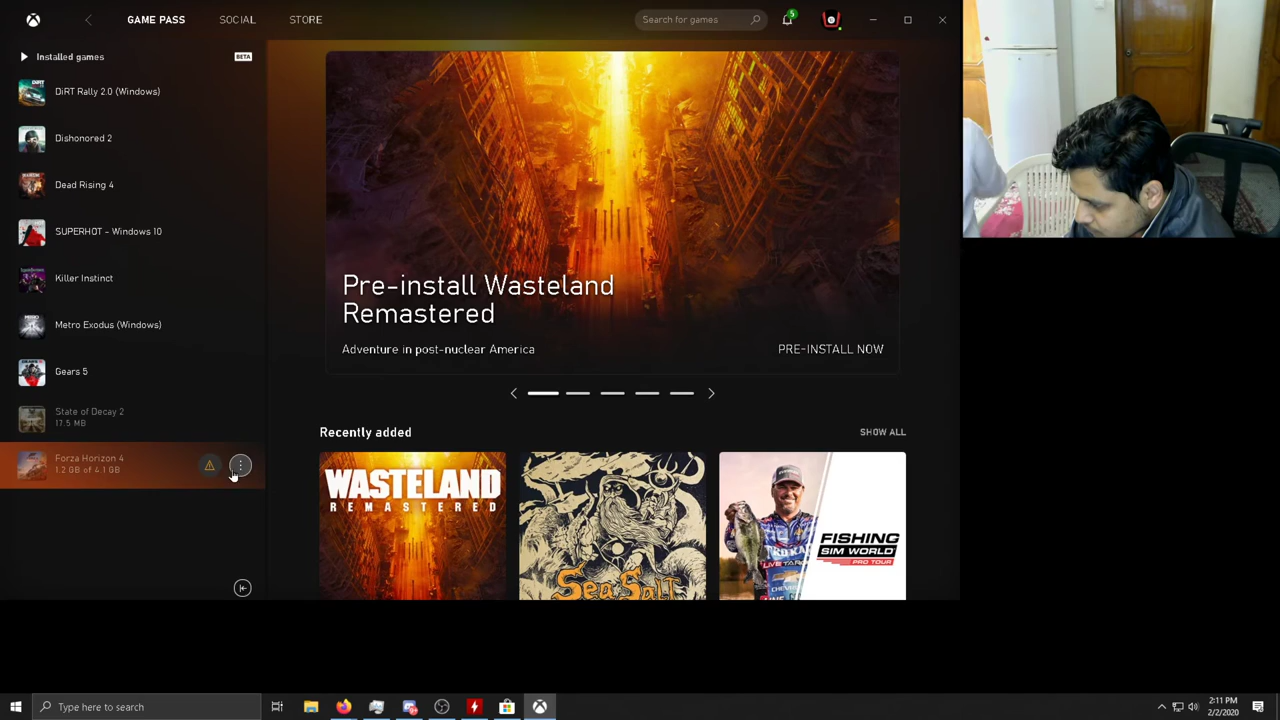 GAME PASS
SOCIAL
STORE
Search for games
5
Installed games
BETA
DiRT Rally 2.0 (Windows)
Dishonored 2
Dead Rising 4
SUPERHOT - Windows 10
Killer Instinct
Metro Exodus (Windows)
Gears 5
State of Decay 2
17.5 MB
Forza Horizon 4
1.2 GB of 4.1 GB
Pre-install Wasteland
Remastered
Adventure in post-nuclear America
PRE-INSTALL NOW
Recently added
SHOW ALL
WASTELAND
REMASTERED
Sea Salt
FISHING
SIM WORLD
PRO TOUR
Type here to search
2:11 PM
2/2/2020